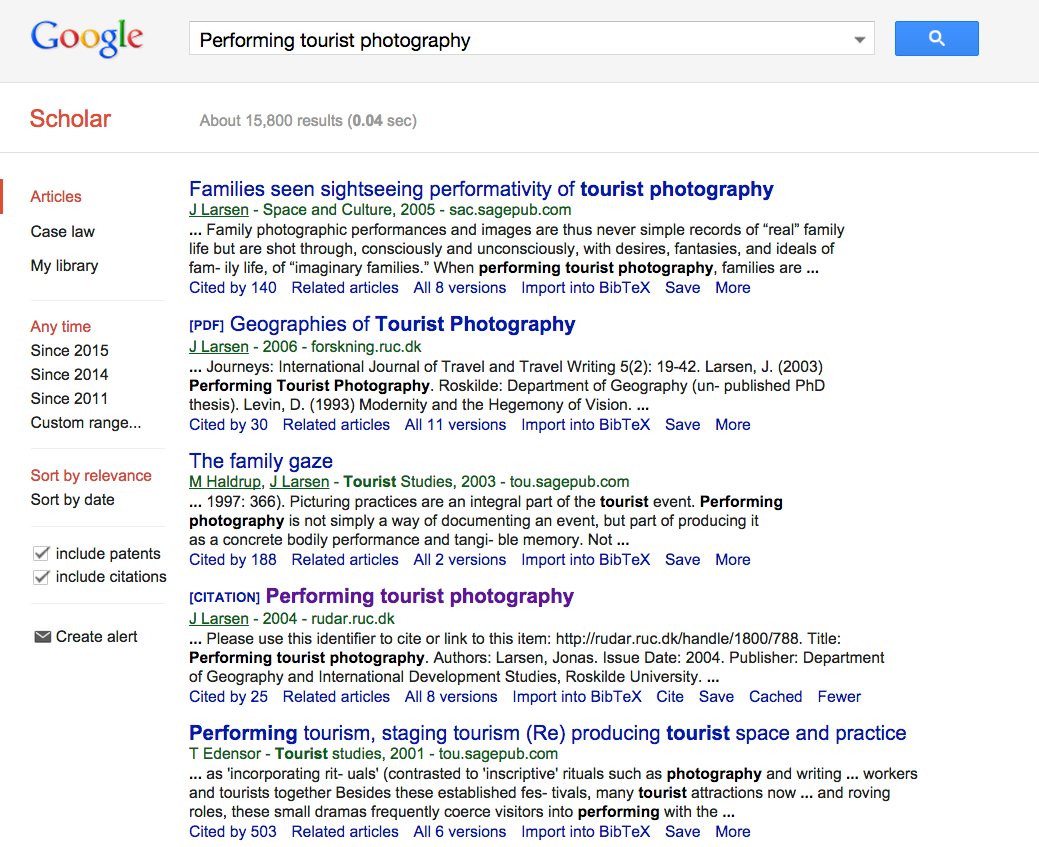 Google
Performing tourist photography
Scholar
About 15,800 results (0.04 sec)
Articles
Case law
My library
Any time
Since 2015
Since 2014
Since 2011
Custom range...
Sort by relevance
Sort by date
include patents
include citations
Create alert
Families seen sightseeing performativity of tourist photography
J Larsen - Space and Culture, 2005 - sac.sagepub.com
... Family photographic performances and images are thus never simple records of “real” family
life but are shot through, consciously and unconsciously, with desires, fantasies, and ideals of
fam- ily life, of “imaginary families.” When performing tourist photography, families are ...
Cited by 140 Related articles All 8 versions Import into BibTeX Save More
[PDF] Geographies of Tourist Photography
J Larsen - 2006 - forskning.ruc.dk
... Journeys: International Journal of Travel and Travel Writing 5(2): 19-42. Larsen, J. (2003)
Performing Tourist Photography. Roskilde: Department of Geography (un- published PhD
thesis). Levin, D. (1993) Modernity and the Hegemony of Vision. ...
Cited by 30 Related articles All 11 versions Import into BibTeX Save More
The family gaze
M Haldrup, J Larsen - Tourist Studies, 2003 - tou.sagepub.com
... 1997: 366). Picturing practices are an integral part of the tourist event. Performing
photography is not simply a way of documenting an event, but part of producing it
as a concrete bodily performance and tangi- ble memory. Not ...
Cited by 188 Related articles All 2 versions Import into BibTeX Save More
[CITATION] Performing tourist photography
J Larsen - 2004 - rudar.ruc.dk
... Please use this identifier to cite or link to this item: http://rudar.ruc.dk/handle/1800/788. Title:
Performing tourist photography. Authors: Larsen, Jonas. Issue Date: 2004. Publisher: Department
of Geography and International Development Studies, Roskilde University. ...
Cited by 25 Related articles All 8 versions Import into BibTeX Cite Save Cached Fewer
Performing tourism, staging tourism (Re) producing tourist space and practice
T Edensor - Tourist studies, 2001 - tou.sagepub.com
... as 'incorporating rit- uals' (contrasted to 'inscriptive' rituals such as photography and writing ... workers
and tourists together Besides these established fes- tivals, many tourist attractions now ... and roving
roles, these small dramas frequently coerce visitors into performing with the ...
Cited by 503 Related articles All 6 versions Import into BibTeX Save More